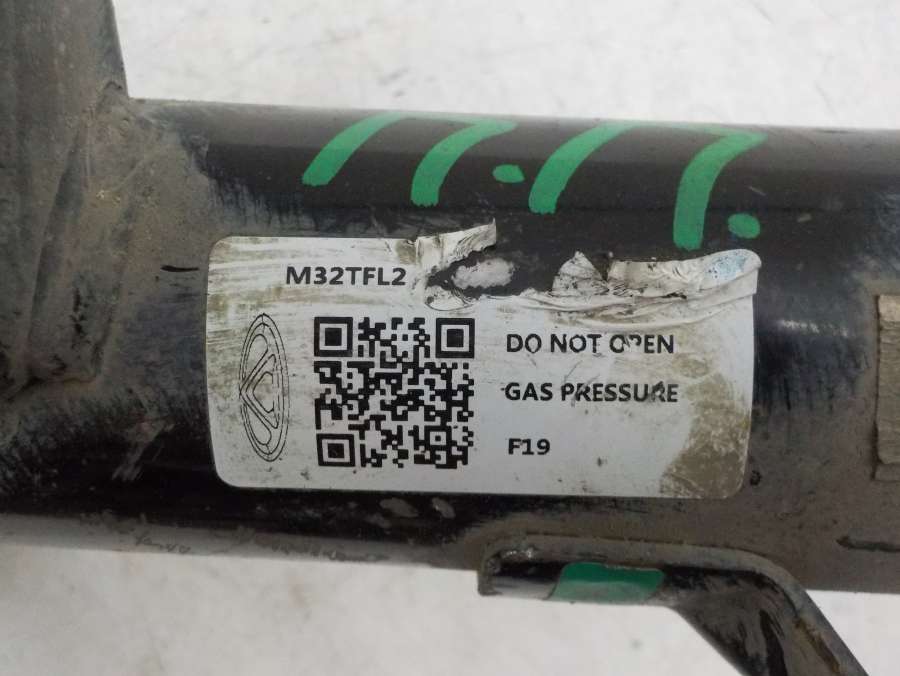 П.П.
M32TFL2
DO NOT OPEN
GAS PRESSURE
F19